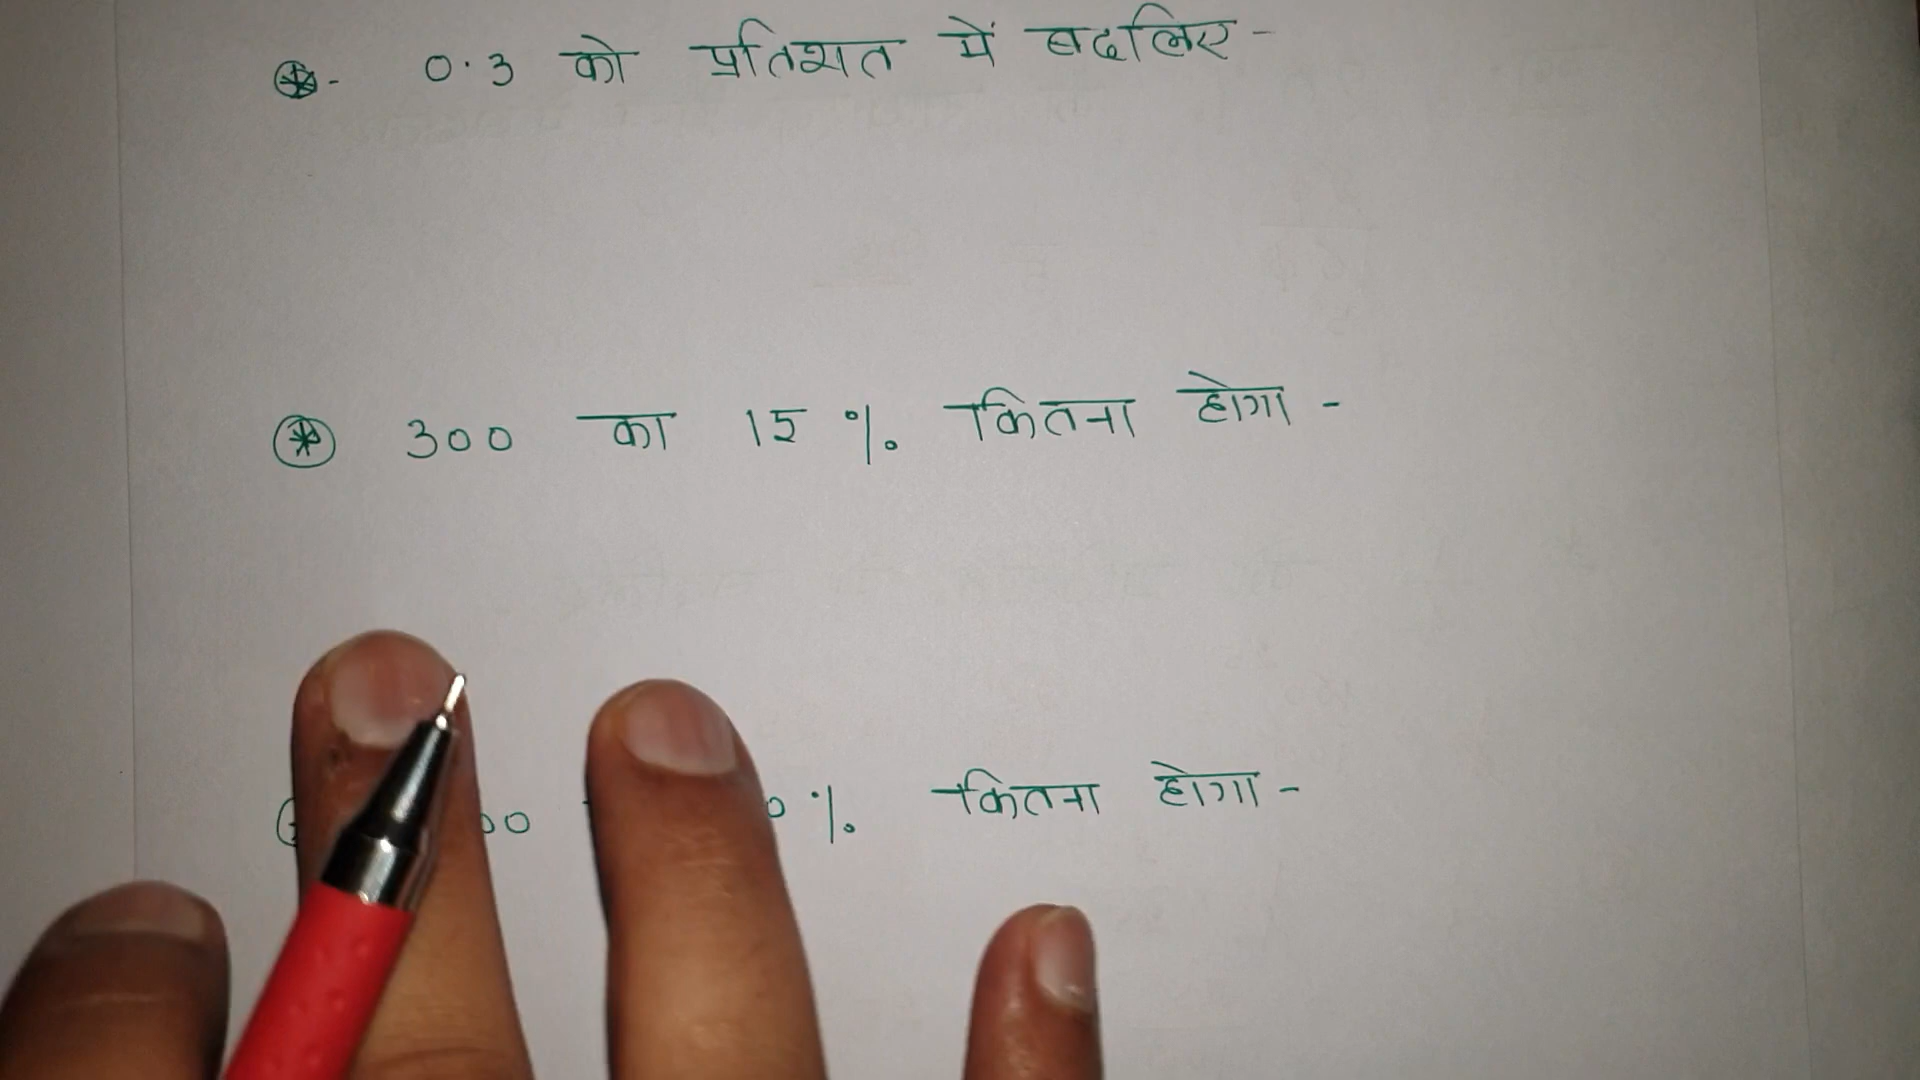 0.3 को प्रतिशत में बदलिए -
300 का 15 %. कितना होगा -
%. कितना होगा -